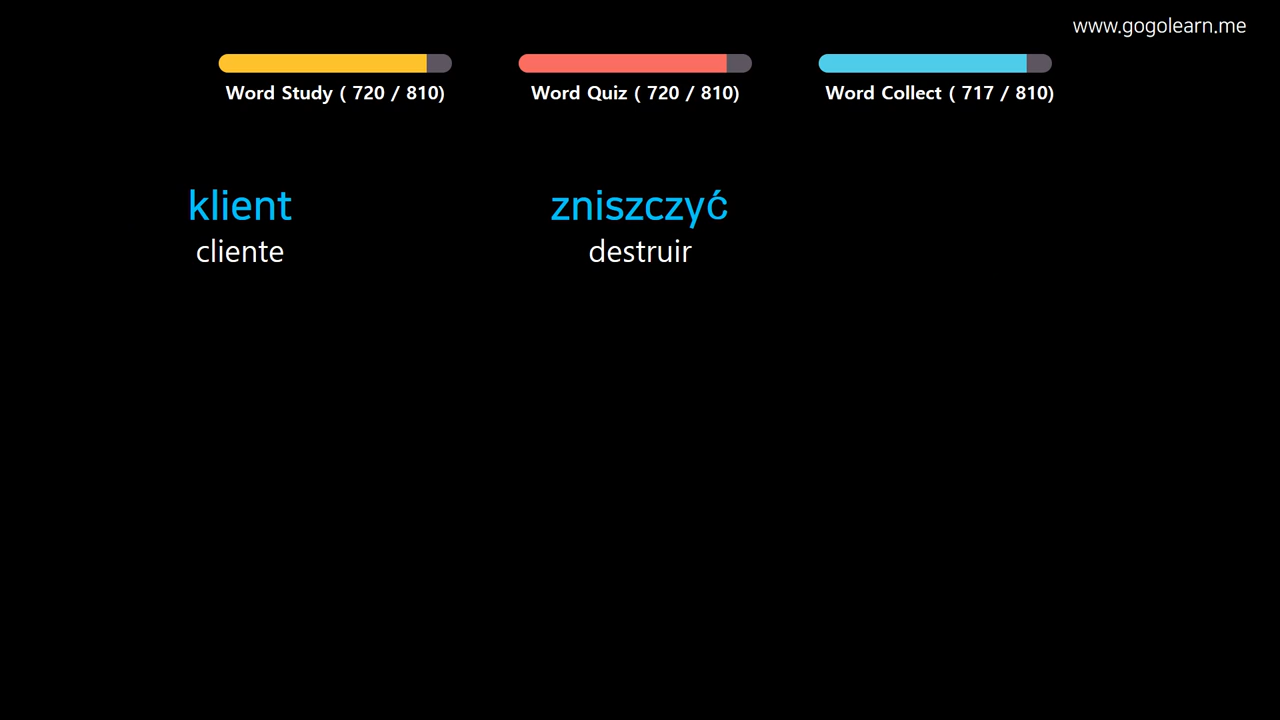 www.gogolearn.me
Word Study ( 720 / 810)
Word Quiz ( 720 / 810)
Word Collect ( 717 / 810)
klient
cliente
zniszczyć
destruir